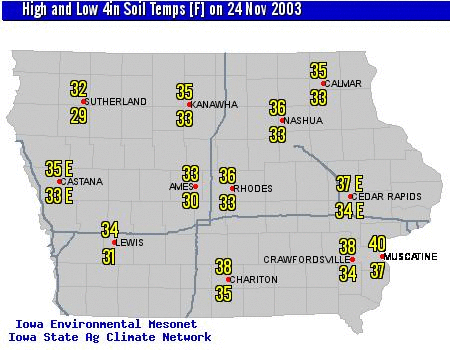 High and Low 4in Soil Temps [F] on 24 Nov 2003
35
CALMAR
33
32
SUTHERLAND
29
35
KANAWHA
33
36
NASHUA
33
35 E
CASTANA
33 E
33
AMES
30
36
RHODES
33
37 E
CEDAR RAPIDS
34 E
34
LEWIS
31
38
CRAWFORDSVILLE
34
40
MUSCATINE
37
38
CHARITON
35
Iowa Environmental Mesonet
Iowa State Ag Climate Network